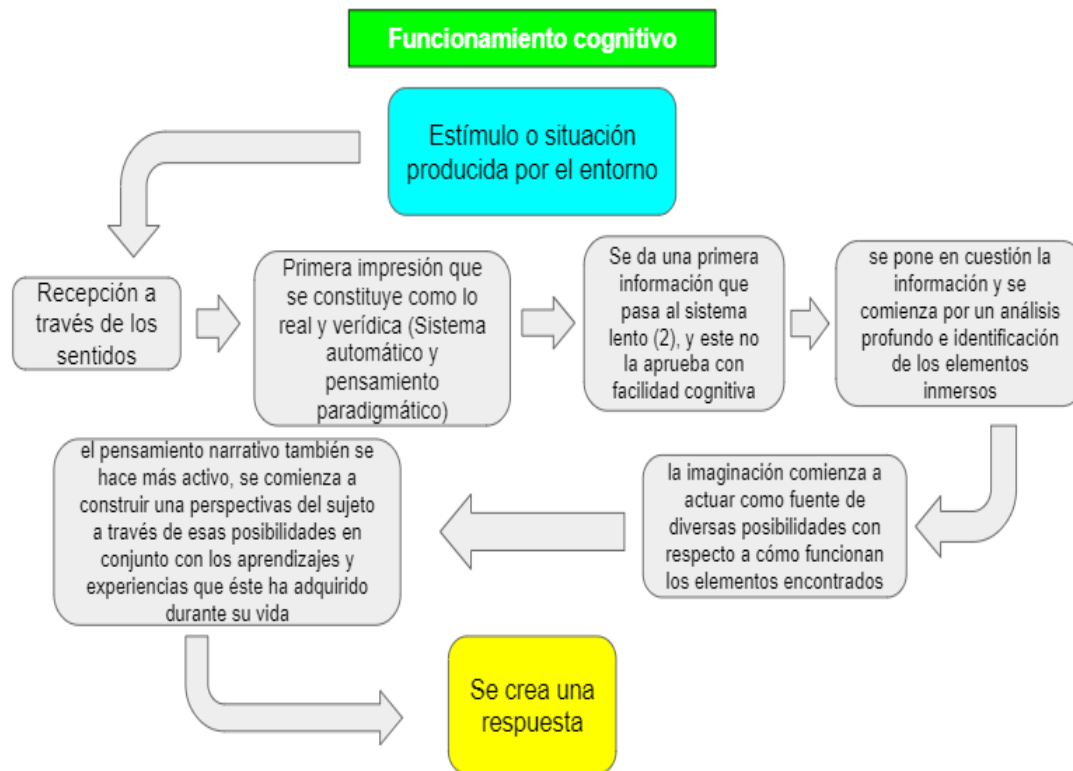 Funcionamiento cognitivo
Estímulo o situación
producida por el entorno
Recepción a
través de los
sentidos
Primera impresión que
se constituye como lo
real y verídica (Sistema
automático y
pensamiento
paradigmático)
Se da una primera
información que
pasa al sistema
lento (2), y este no
la aprueba con
facilidad cognitiva
se pone en cuestión la
información y se
comienza por un análisis
profundo e identificación
de los elementos
inmersos
la imaginación comienza a
actuar como fuente de
diversas posibilidades con
respecto a cómo funcionan
los elementos encontrados
el pensamiento narrativo también se
hace más activo, se comienza a
construir una perspectivas del sujeto
a través de esas posibilidades en
conjunto con los aprendizajes y
experiencias que éste ha adquirido
durante su vida
Se crea una
respuesta